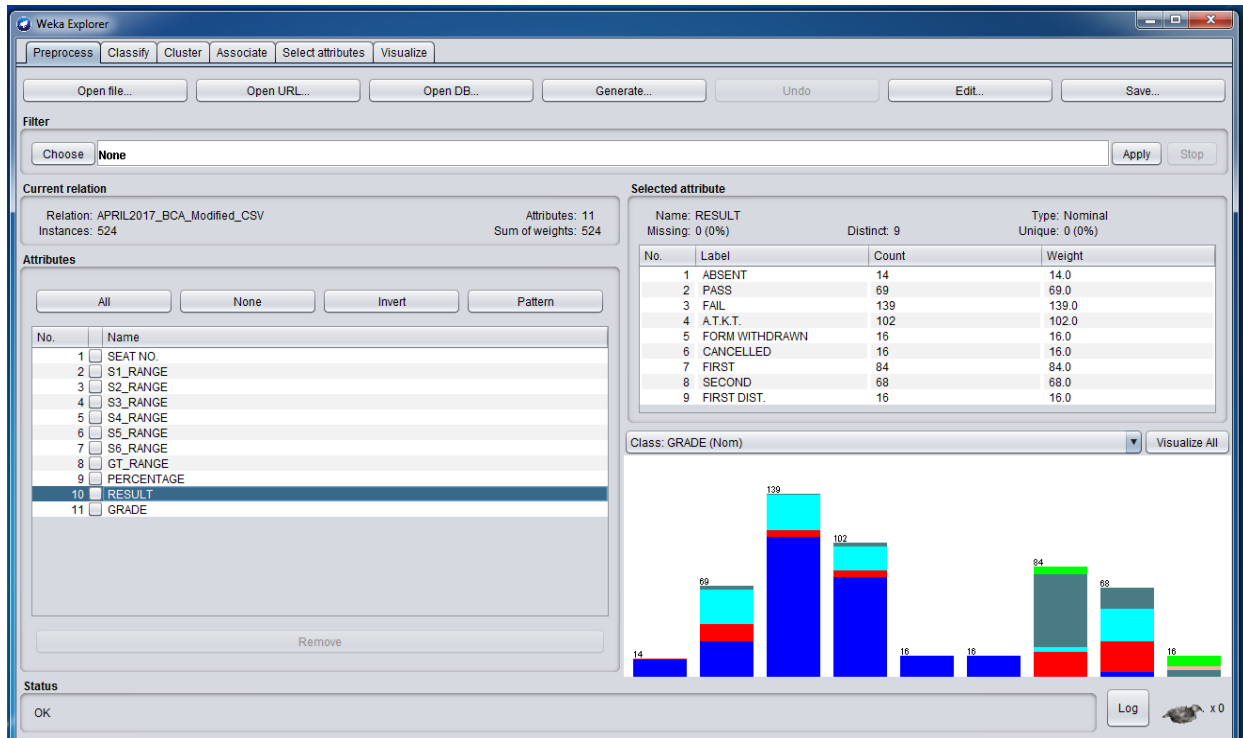 Weka Explorer
Preprocess Classify Cluster Associate Select attributes Visualize
Open file... Open URL... Open DB... Generate... Undo Edit... Save...
Filter
Choose None Apply Stop
Current relation
Relation: APRIL2017_BCA_Modified_CSV Attributes: 11
Instances: 524 Sum of weights: 524
Attributes
All None Invert Pattern
No. Name
1 SEAT NO.
2 S1_RANGE
3 S2_RANGE
4 S3_RANGE
5 S4_RANGE
6 S5_RANGE
7 S6_RANGE
8 GT_RANGE
9 PERCENTAGE
10 RESULT
11 GRADE
Remove
Selected attribute
Name: RESULT Type: Nominal
Missing: 0 (0%) Distinct: 9 Unique: 0 (0%)
No. Label Count Weight
1 ABSENT 14 14.0
2 PASS 69 69.0
3 FAIL 139 139.0
4 A.T.K.T. 102 102.0
5 FORM WITHDRAWN 16 16.0
6 CANCELLED 16 16.0
7 FIRST 84 84.0
8 SECOND 68 68.0
9 FIRST DIST. 16 16.0
Class: GRADE (Nom) Visualize All
14 69 139 102 16 16 84 68 16
Status
OK Log x 0